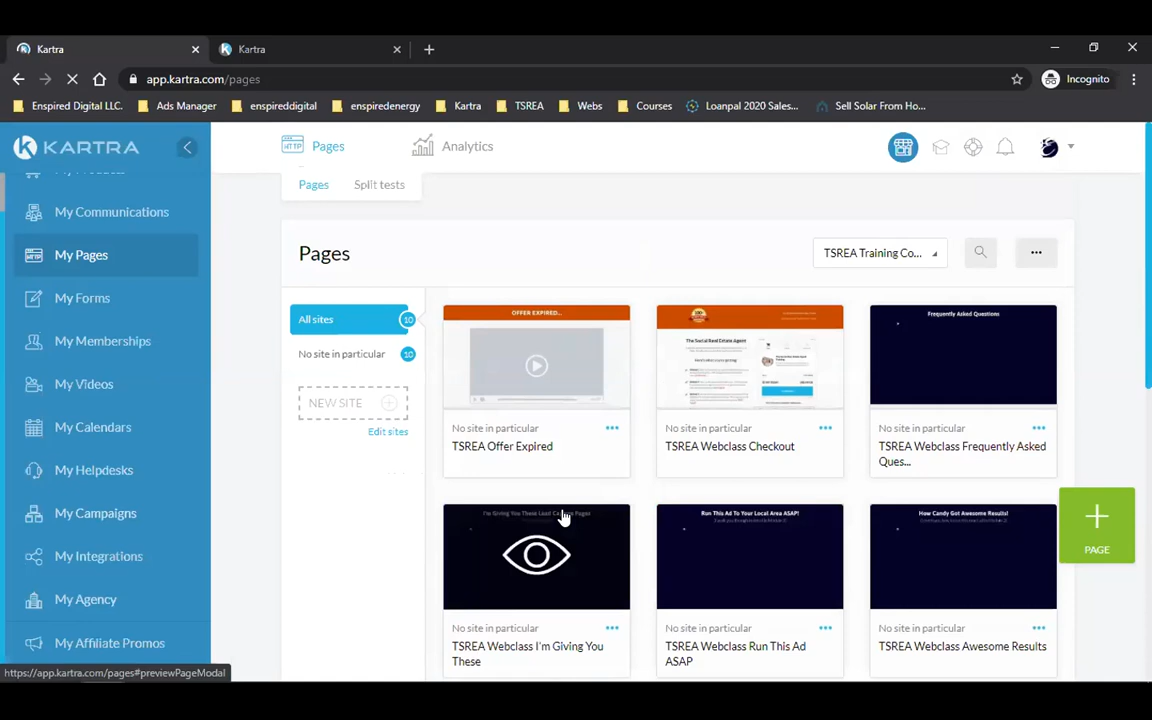 Kartra
Kartra
app.kartra.com/pages
Incognito
Enspired Digital LLC.
Ads Manager
enspireddigital
enspiredenergy
Kartra
TSREA
Webs
Courses
Loanpal 2020 Sales...
Sell Solar From Ho...
KARTRA
Pages
Analytics
My Communications
My Pages
My Forms
My Memberships
My Videos
My Calendars
My Helpdesks
My Campaigns
My Integrations
My Agency
My Affiliate Promos
Pages
Split tests
Pages
TSREA Training Co...
All sites
10
No site in particular
10
NEW SITE
Edit sites
OFFER EXPIRED...
No site in particular
TSREA Offer Expired
The Social Real Estate Agent
No site in particular
TSREA Webclass Checkout
Frequently Asked Questions
No site in particular
TSREA Webclass Frequently Asked
Ques...
I'm Giving You These Lead Capture Pages
No site in particular
TSREA Webclass I'm Giving You
These
Run This Ad To Your Local Area ASAP!
No site in particular
TSREA Webclass Run This Ad
ASAP
How Candy Got Awesome Results!
No site in particular
TSREA Webclass Awesome Results
PAGE
https://app.kartra.com/pages#previewPageModal